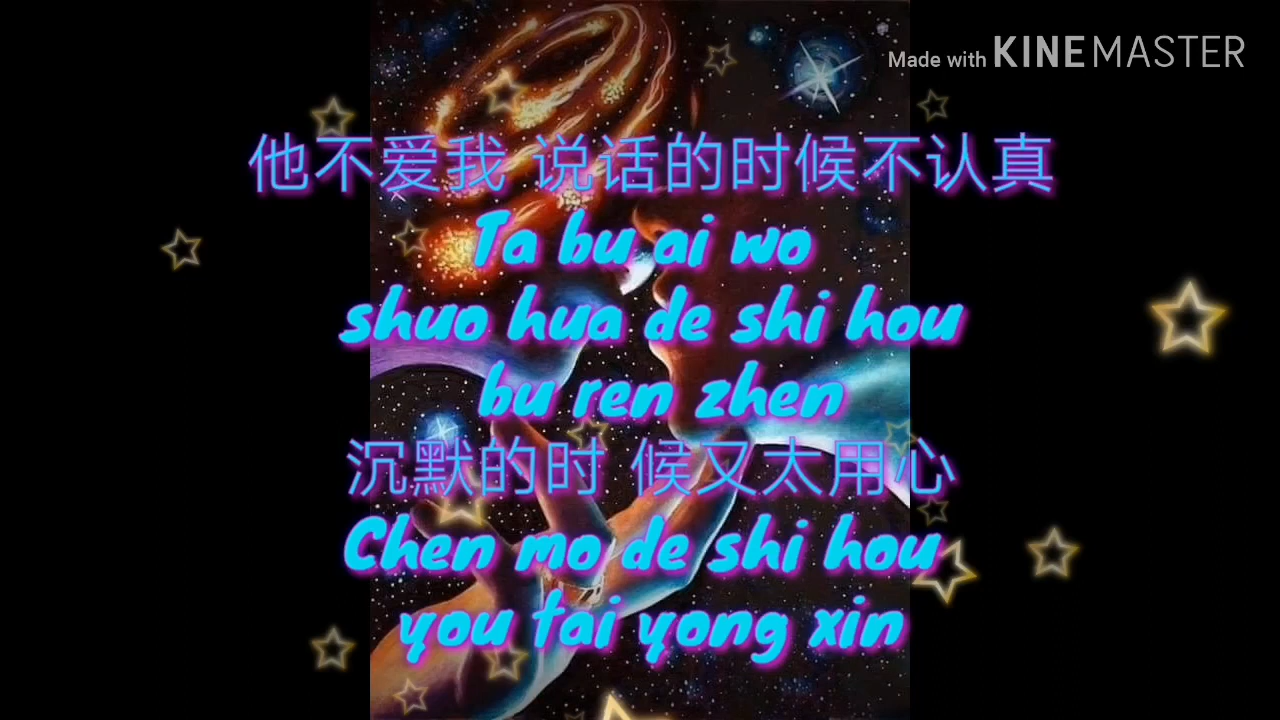 Made with KINEMASTER
他不爱我 说话的时候不认真
Ta bu ai wo
shuo hua de shi hou
bu ren zhen
沉默的时 候又太用心
Chen mo de shi hou
you tai yong xin